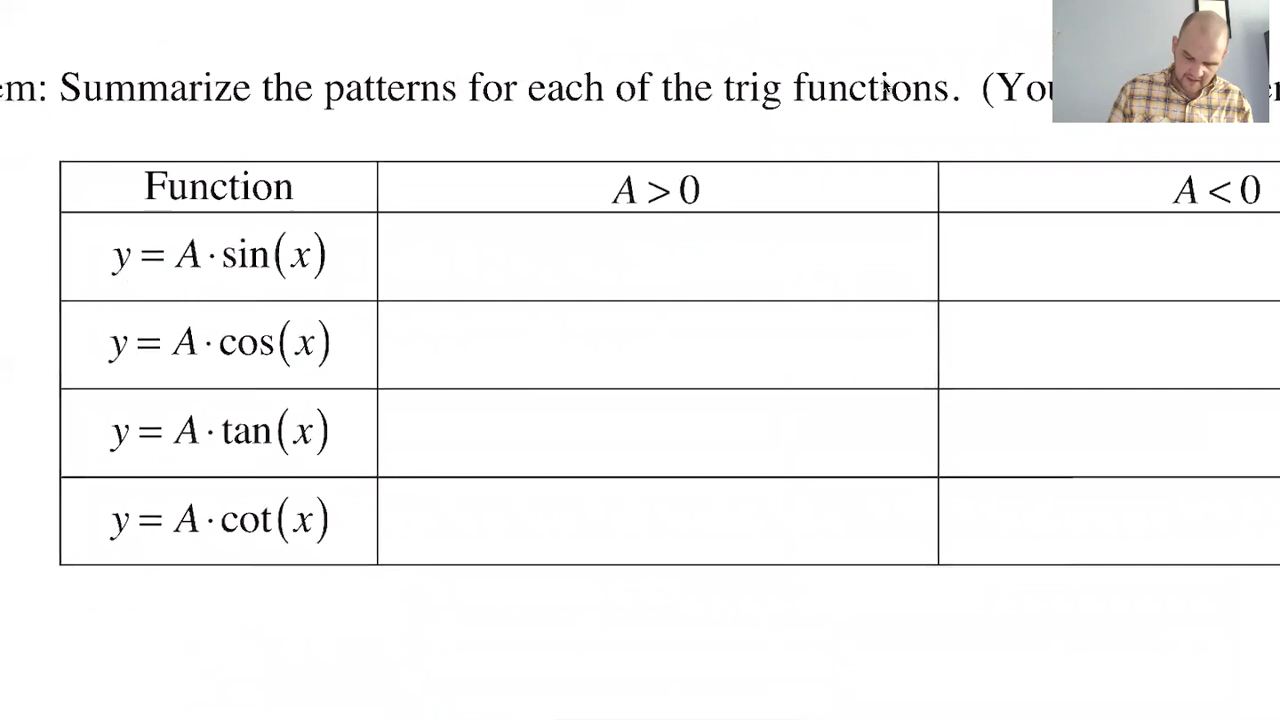 em: Summarize the patterns for each of the trig functions. (You
Function A > 0 A < 0
y = A · sin(x)
y = A · cos(x)
y = A · tan(x)
y = A · cot(x)